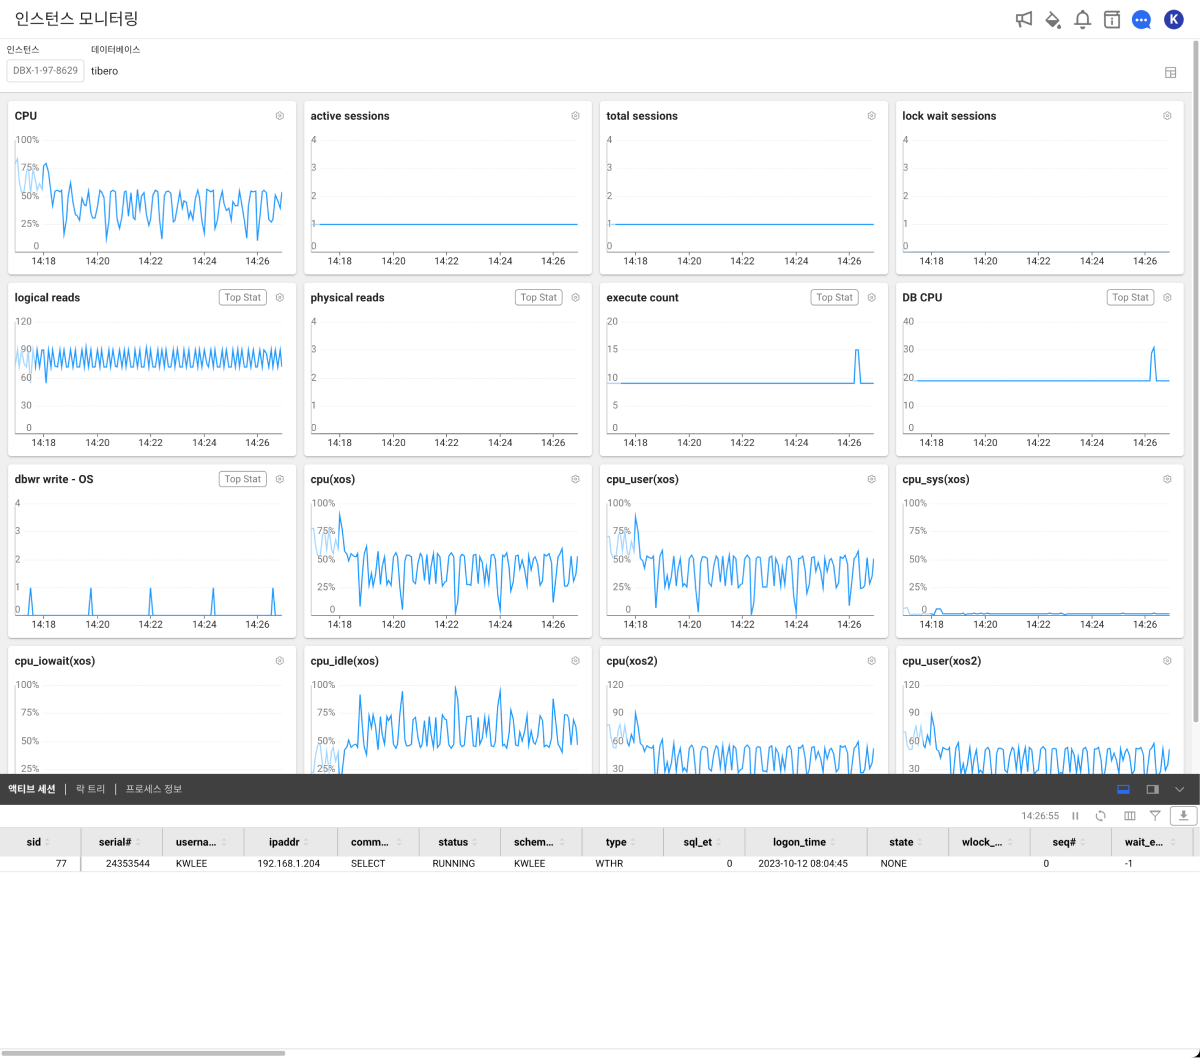 인스턴스 모니터링
K
인스턴스 데이터베이스
DBX-1-97-8629 tibero
CPU
100%
75%
50%
25%
0
14:18 14:20 14:22 14:24 14:26
active sessions
4
3
2
1
0
14:18 14:20 14:22 14:24 14:26
total sessions
4
3
2
1
0
14:18 14:20 14:22 14:24 14:26
lock wait sessions
4
3
2
1
0
14:18 14:20 14:22 14:24 14:26
logical reads Top Stat
120
90
60
30
0
14:18 14:20 14:22 14:24 14:26
physical reads Top Stat
4
3
2
1
0
14:18 14:20 14:22 14:24 14:26
execute count Top Stat
20
15
10
5
0
14:18 14:20 14:22 14:24 14:26
DB CPU Top Stat
40
30
20
10
0
14:18 14:20 14:22 14:24 14:26
dbwr write - OS Top Stat
4
3
2
1
0
14:18 14:20 14:22 14:24 14:26
cpu(xos)
100%
75%
50%
25%
0
14:18 14:20 14:22 14:24 14:26
cpu_user(xos)
100%
75%
50%
25%
0
14:18 14:20 14:22 14:24 14:26
cpu_sys(xos)
100%
75%
50%
25%
0
14:18 14:20 14:22 14:24 14:26
cpu_iowait(xos)
100%
75%
50%
25%
cpu_idle(xos)
100%
75%
50%
25%
cpu(xos2)
120
90
60
30
cpu_user(xos2)
120
90
60
30
액티브 세션 | 락 트리 | 프로세스 정보
14:26:55
sid serial# userna... ipaddr comm... status schem... type sql_et logon_time state wlock_... seq# wait_e...
77 24353544 KWLEE 192.168.1.204 SELECT RUNNING KWLEE WTHR 0 2023-10-12 08:04:45 NONE 0 -1